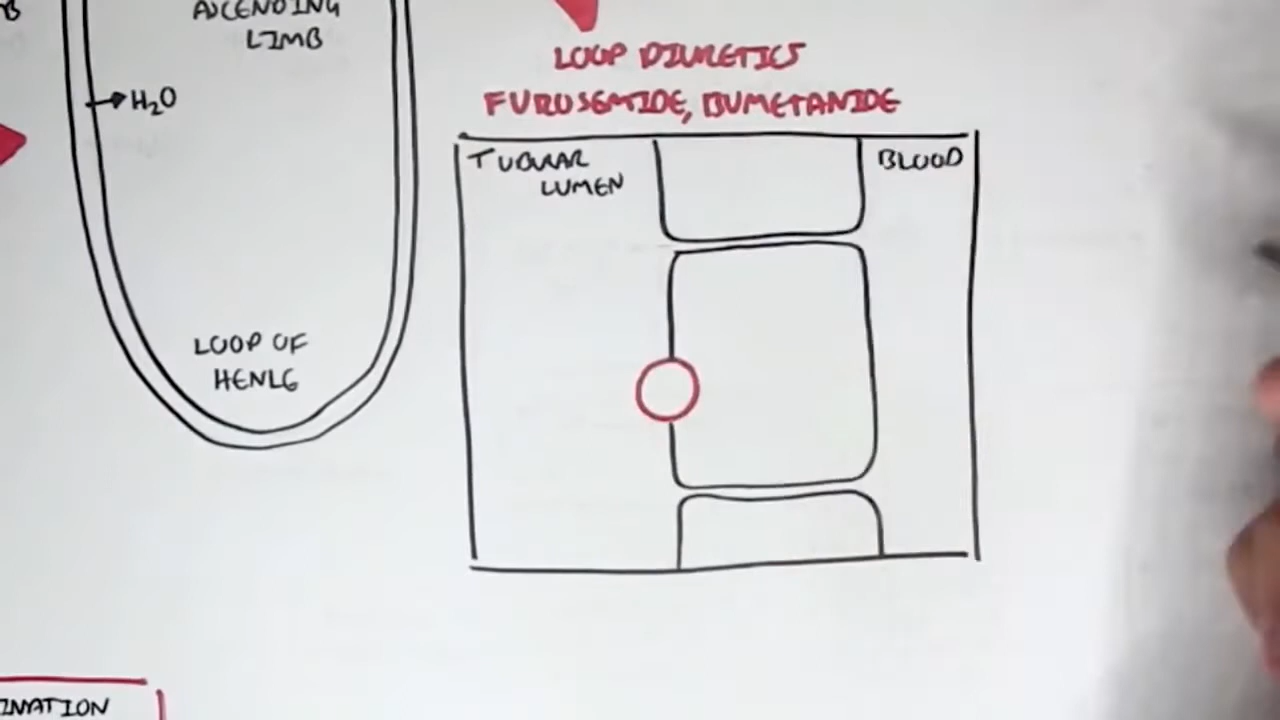 ASCENDING
LIMB
H₂O
LOOP OF
HENLE
LOOP DIURETICS
FUROSEMIDE, BUMETANIDE
TUBULAR
LUMEN
BLOOD